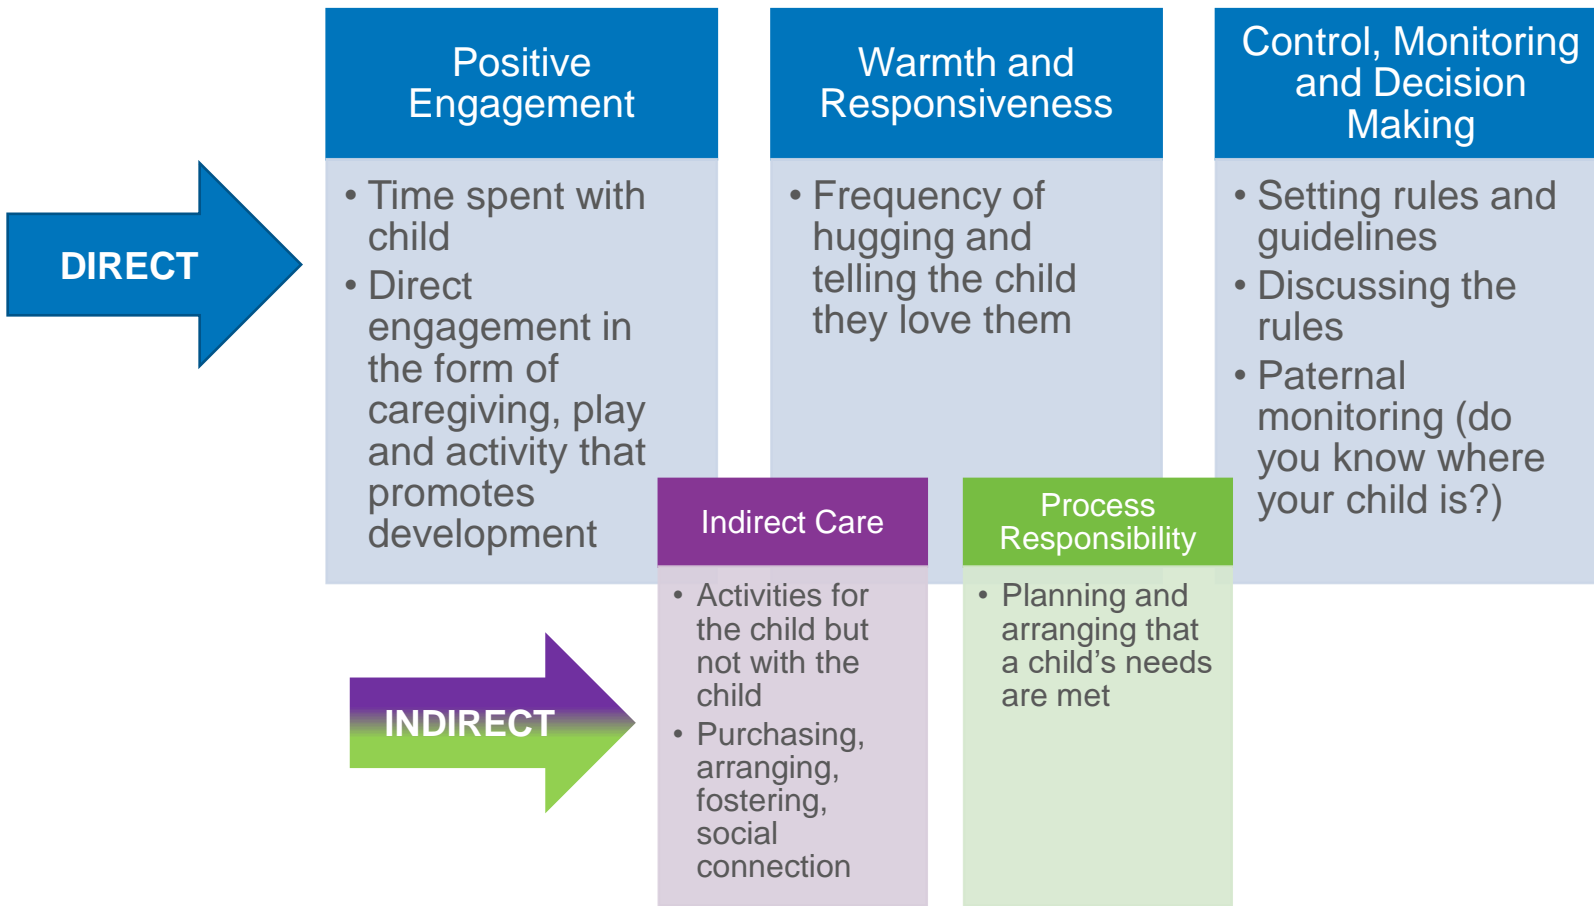 DIRECT
Positive
Engagement
• Time spent with
child
• Direct
engagement in
the form of
caregiving, play
and activity that
promotes
development
Warmth and
Responsiveness
• Frequency of
hugging and
telling the child
they love them
Control, Monitoring
and Decision
Making
• Setting rules and
guidelines
• Discussing the
rules
• Paternal
monitoring (do
you know where
your child is?)
INDIRECT
Indirect Care
• Activities for
the child but
not with the
child
• Purchasing,
arranging,
fostering,
social
connection
Process
Responsibility
• Planning and
arranging that
a child’s needs
are met